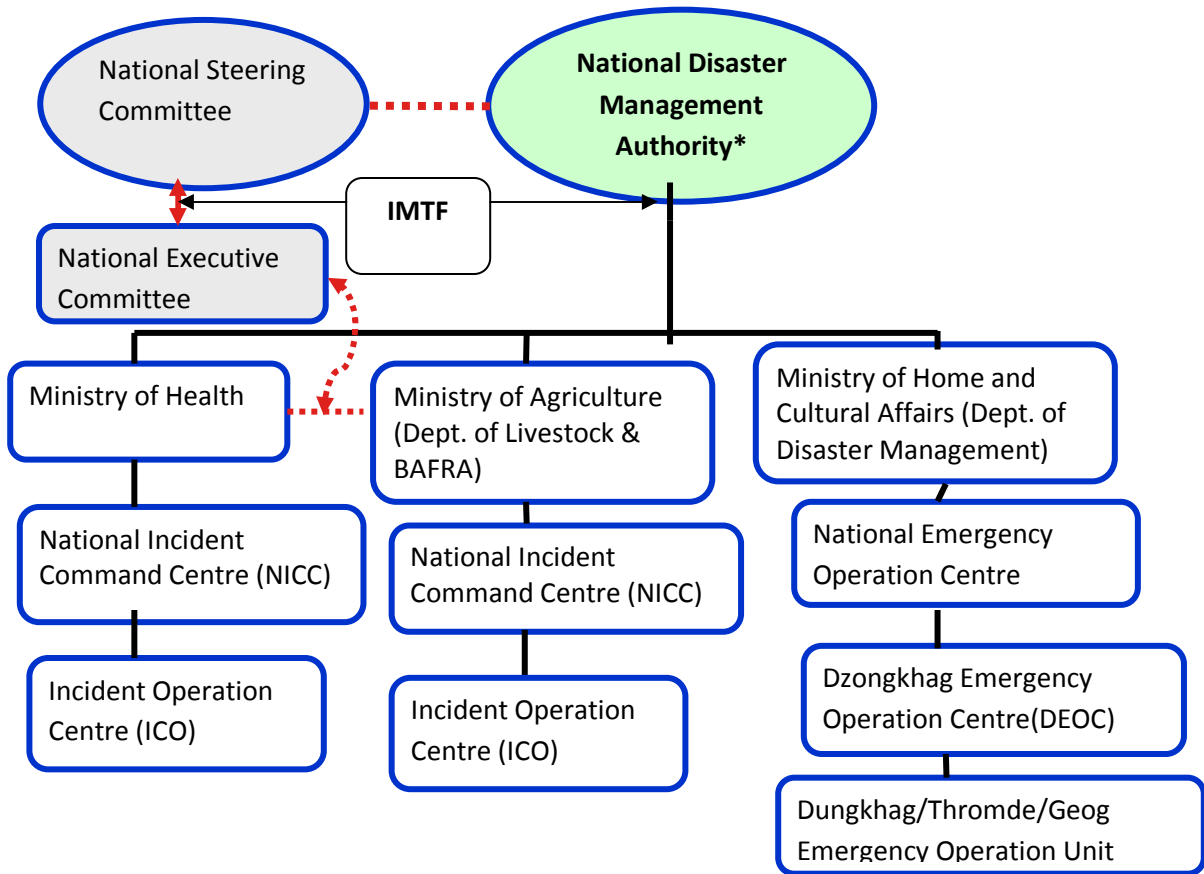 National Steering
Committee
National Disaster
Management
Authority*
IMTF
National Executive
Committee
Ministry of Health
Ministry of Agriculture
(Dept. of Livestock &
BAFRA)
Ministry of Home and
Cultural Affairs (Dept. of
Disaster Management)
National Incident
Command Centre (NICC)
National Incident
Command Centre (NICC)
National Emergency
Operation Centre
Incident Operation
Centre (ICO)
Incident Operation
Centre (ICO)
Dzongkhag Emergency
Operation Centre(DEOC)
Dungkhag/Thromde/Geog
Emergency Operation Unit